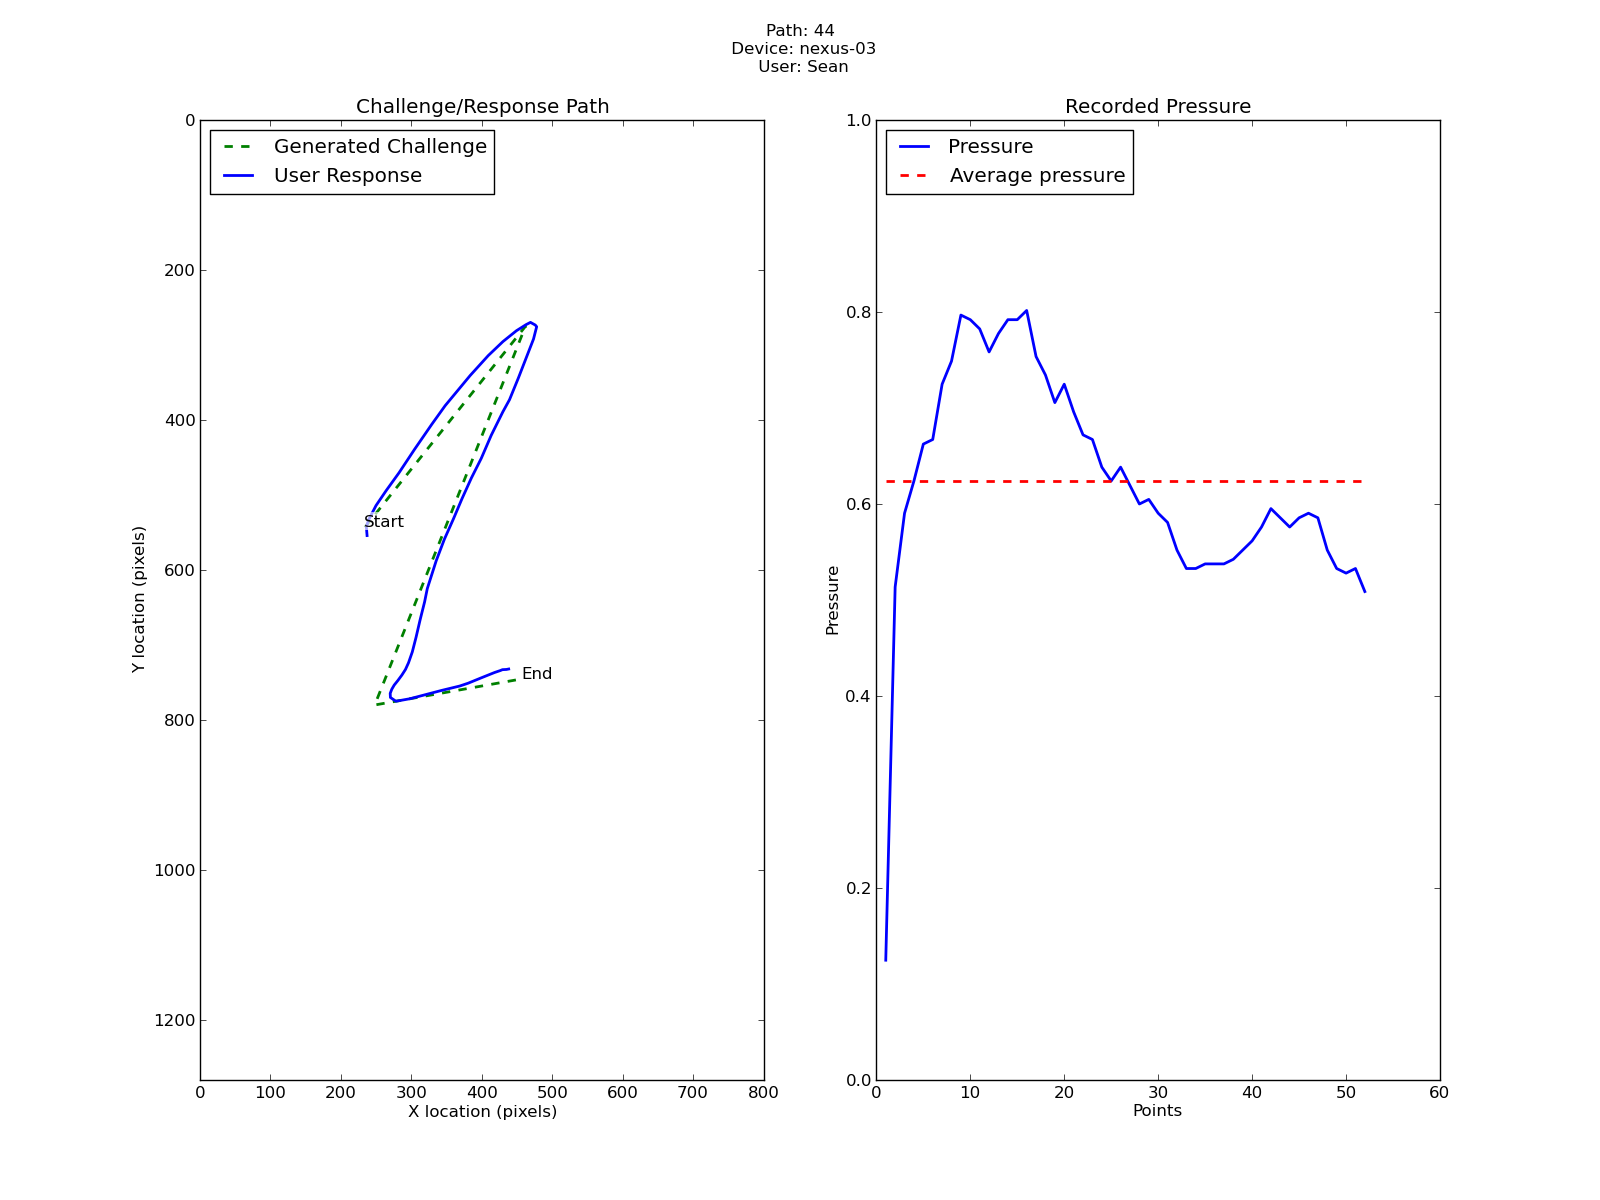 Path: 44
Device: nexus-03
User: Sean
Challenge/Response Path
Generated Challenge
User Response
0
200
400
600
800
1000
1200
Y location (pixels)
Start
End
0 100 200 300 400 500 600 700 800
X location (pixels)
Recorded Pressure
Pressure
Average pressure
1.0
0.8
0.6
0.4
0.2
0.0
Pressure
0 10 20 30 40 50 60
Points